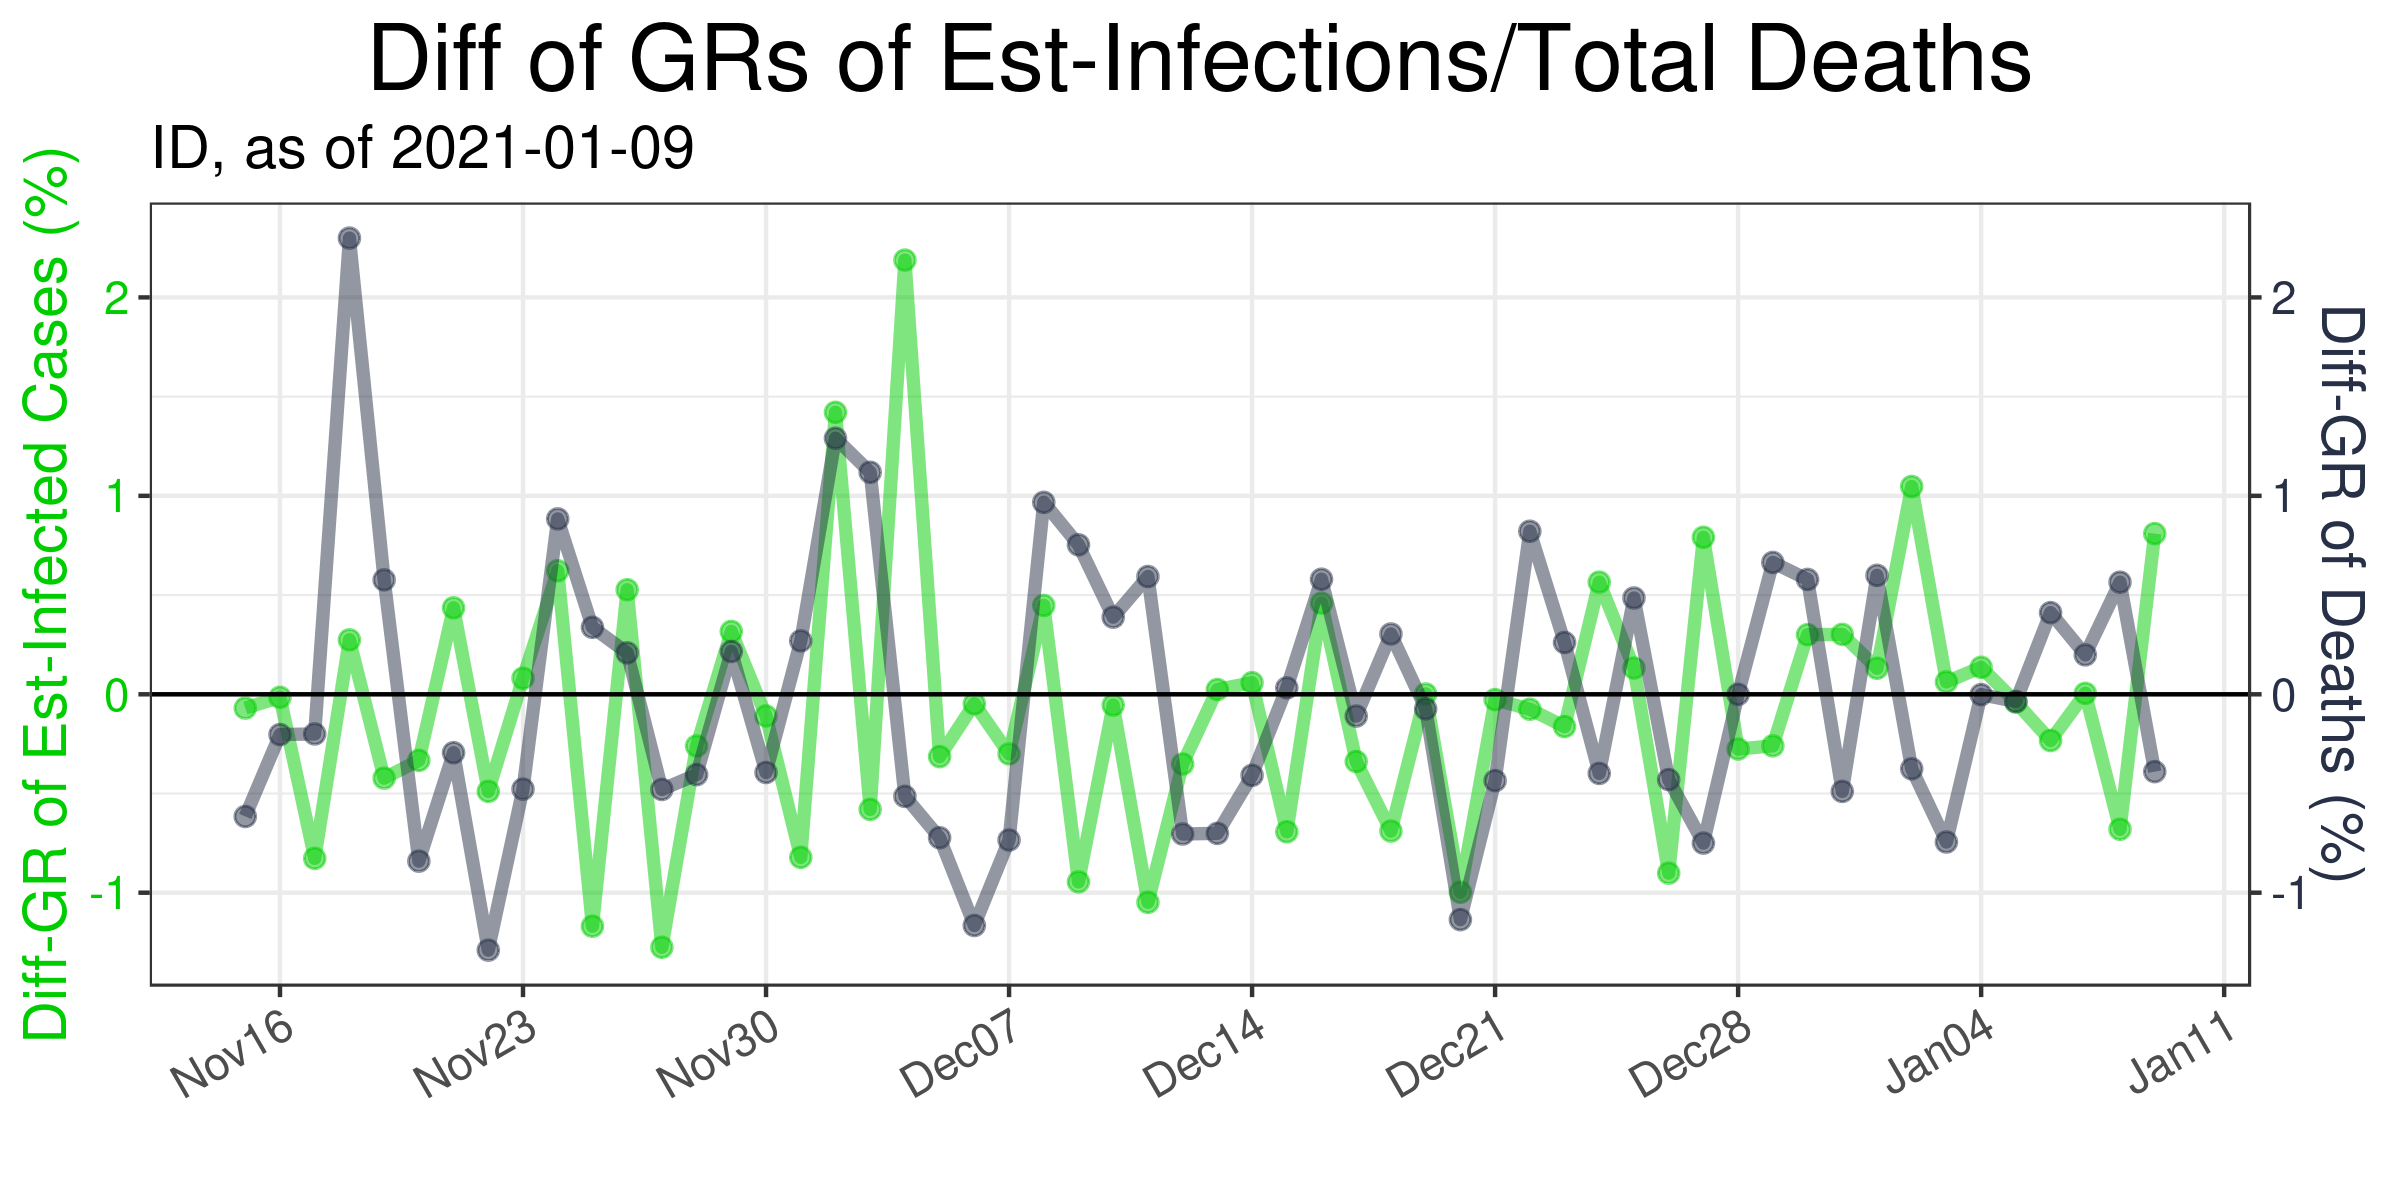 Diff of GRs of Est-Infections/Total Deaths
ID, as of 2021-01-09
Diff-GR of Est-Infected Cases (%)
2
1
0
-1
2
1
0
-1
Diff-GR of Deaths (%)
Nov16
Nov23
Nov30
Dec07
Dec14
Dec21
Dec28
Jan04
Jan11